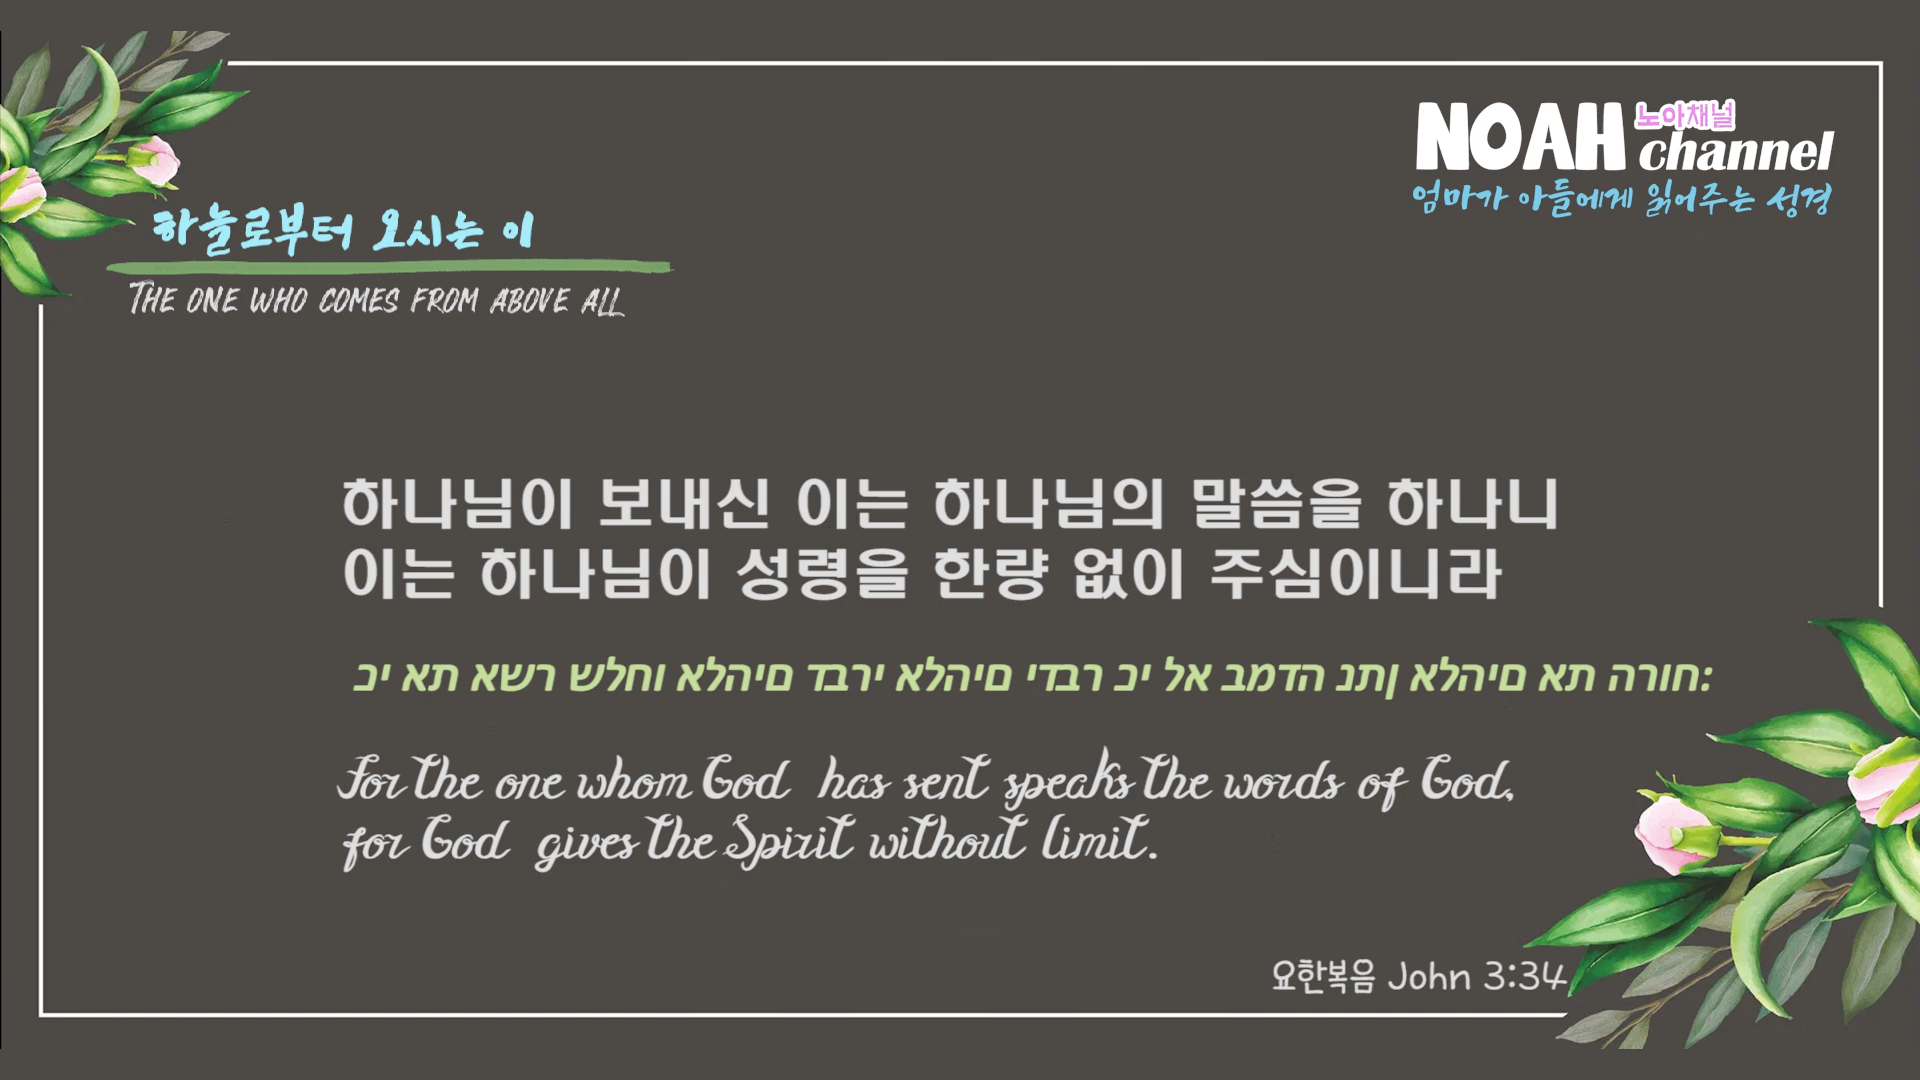 NOAH 노아채널
channel
엄마가 아들에게 읽어주는 성경
하늘로부터 오시는 이
THE ONE WHO COMES FROM ABOVE ALL
하나님이 보내신 이는 하나님의 말씀을 하나니
이는 하나님이 성령을 한량 없이 주심이니라
כי את אשר שלחו אלהים דברי אלהים ידבר כי לא במדה נתן אלהים את הרוח:
For the one whom God has sent speaks the words of God,
for God gives the Spirit without limit.
요한복음 John 3:34